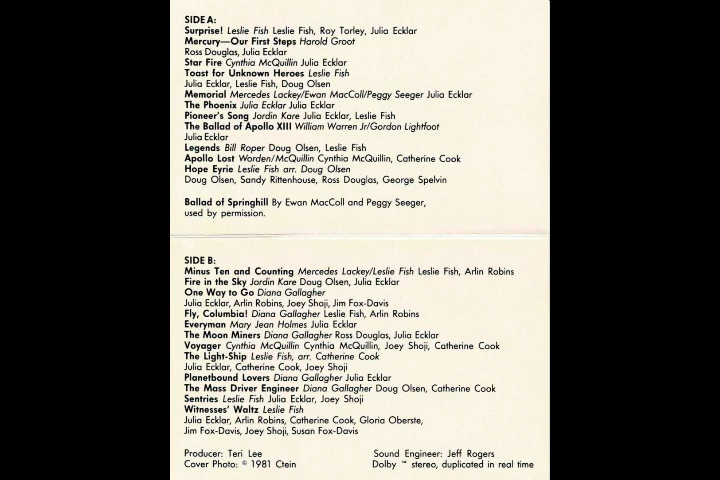 SIDE A:
Surprise! Leslie Fish Leslie Fish, Roy Torley, Julia Ecklar
Mercury—Our First Steps Harold Groot
Ross Douglas, Julia Ecklar
Star Fire Cynthia McQuillin Julia Ecklar
Toast for Unknown Heroes Leslie Fish
Julia Ecklar, Leslie Fish, Doug Olsen
Memorial Mercedes Lackey/Ewan MacColl/Peggy Seeger Julia Ecklar
The Phoenix Julia Ecklar Julia Ecklar
Pioneer's Song Jordin Kare Julia Ecklar, Leslie Fish
The Ballad of Apollo XIII William Warren Jr/Gordon Lightfoot
Julia Ecklar
Legends Bill Roper Doug Olsen, Leslie Fish
Apollo Lost Worden/McQuillin Cynthia McQuillin, Catherine Cook
Hope Eyrie Leslie Fish arr. Doug Olsen
Doug Olsen, Sandy Rittenhouse, Ross Douglas, George Spelvin
Ballad of Springhill By Ewan MacColl and Peggy Seeger,
used by permission.
SIDE B:
Minus Ten and Counting Mercedes Lackey/Leslie Fish Leslie Fish, Arlin Robins
Fire in the Sky Jordin Kare Doug Olsen, Julia Ecklar
One Way to Go Diana Gallagher
Julia Ecklar, Arlin Robins, Joey Shoji, Jim Fox-Davis
Fly, Columbia! Diana Gallagher Leslie Fish, Arlin Robins
Everyman Mary Jean Holmes Julia Ecklar
The Moon Miners Diana Gallagher Ross Douglas, Julia Ecklar
Voyager Cynthia McQuillin Cynthia McQuillin, Joey Shoji, Catherine Cook
The Light-Ship Leslie Fish, arr. Catherine Cook
Julia Ecklar, Catherine Cook, Joey Shoji
Planetbound Lovers Diana Gallagher Julia Ecklar
The Mass Driver Engineer Diana Gallagher Doug Olsen, Catherine Cook
Sentries Leslie Fish Julia Ecklar, Joey Shoji
Witnesses' Waltz Leslie Fish
Julia Ecklar, Arlin Robins, Catherine Cook, Gloria Oberste,
Jim Fox-Davis, Joey Shoji, Susan Fox-Davis
Producer: Teri Lee Sound Engineer: Jeff Rogers
Cover Photo: © 1981 Ctein Dolby ™ stereo, duplicated in real time